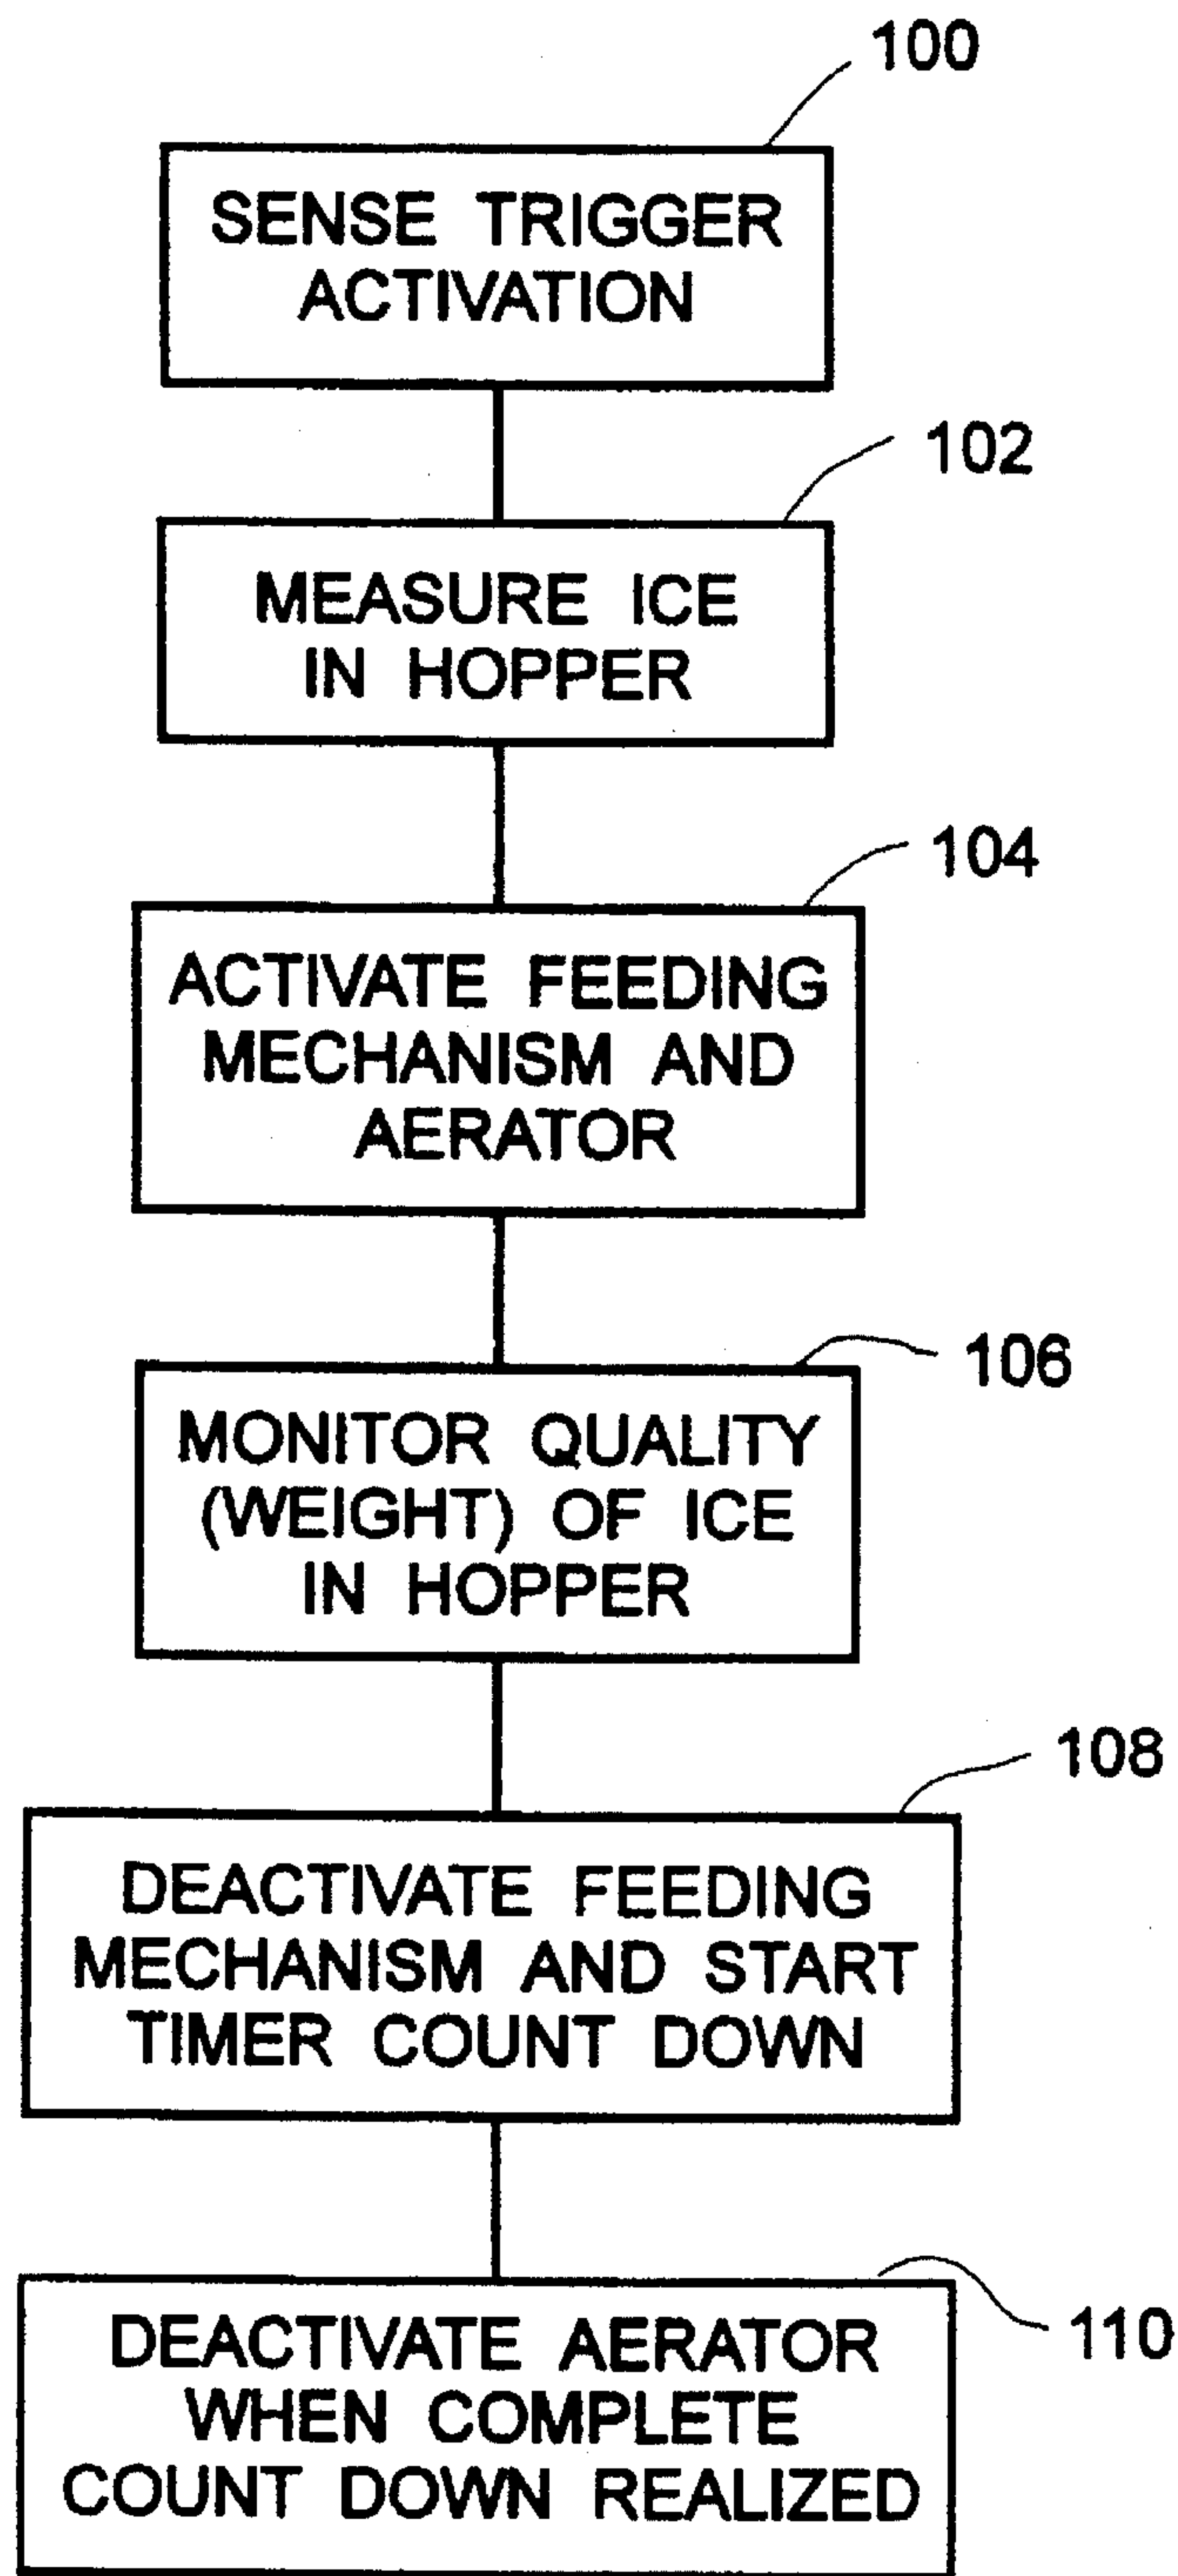 100
SENSE TRIGGER
ACTIVATION
102
MEASURE ICE
IN HOPPER
104
ACTIVATE FEEDING
MECHANISM AND
AERATOR
106
MONITOR QUALITY
(WEIGHT) OF ICE
IN HOPPER
108
DEACTIVATE FEEDING
MECHANISM AND START
TIMER COUNT DOWN
110
DEACTIVATE AERATOR
WHEN COMPLETE
COUNT DOWN REALIZED